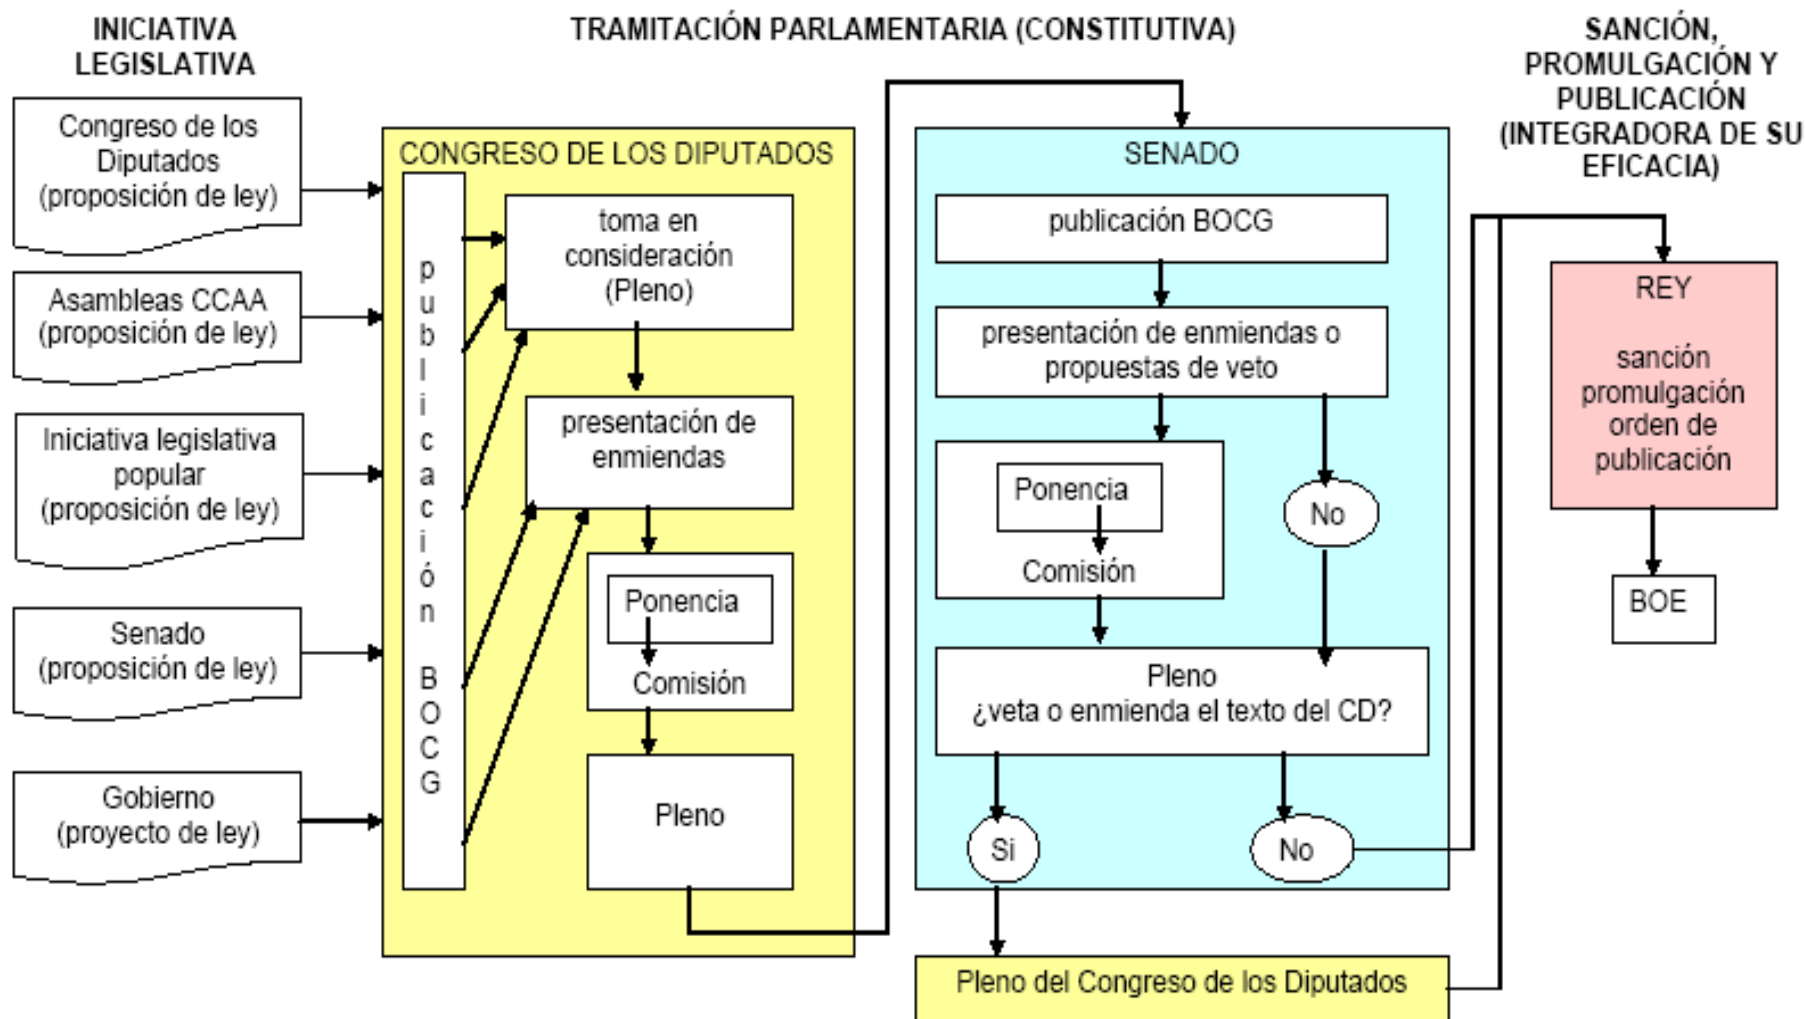 INICIATIVA
LEGISLATIVA
TRAMITACIÓN PARLAMENTARIA (CONSTITUTIVA)
SANCIÓN,
PROMULGACIÓN Y
PUBLICACIÓN
(INTEGRADORA DE SU
EFICACIA)
Congreso de los
Diputados
(proposición de ley)
Asambleas CCAA
(proposición de ley)
Iniciativa legislativa
popular
(proposición de ley)
Senado
(proposición de ley)
Gobierno
(proyecto de ley)
CONGRESO DE LOS DIPUTADOS
publicación BOCG
toma en
consideración
(Pleno)
presentación de
enmiendas
Ponencia
Comisión
Pleno
SENADO
publicación BOCG
presentación de enmiendas o
propuestas de veto
Ponencia
Comisión
No
Pleno
¿veta o enmienda el texto del CD?
Si
No
Pleno del Congreso de los Diputados
REY
sanción
promulgación
orden de
publicación
BOE